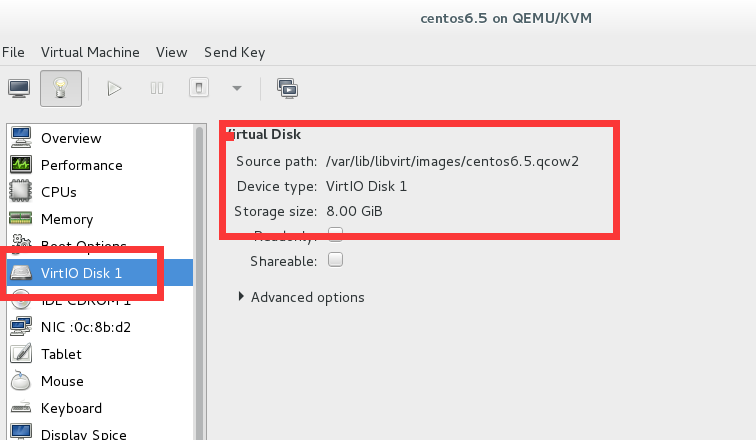 centos6.5 on QEMU/KVM
File Virtual Machine View Send Key
Overview
Performance
CPUs
Memory
Boot Options
VirtIO Disk 1
IDE CDROM 1
NIC :0c:8b:d2
Tablet
Mouse
Keyboard
Display Spice
Virtual Disk
Source path: /var/lib/libvirt/images/centos6.5.qcow2
Device type: VirtIO Disk 1
Storage size: 8.00 GiB
Readonly:
Shareable:
Advanced options